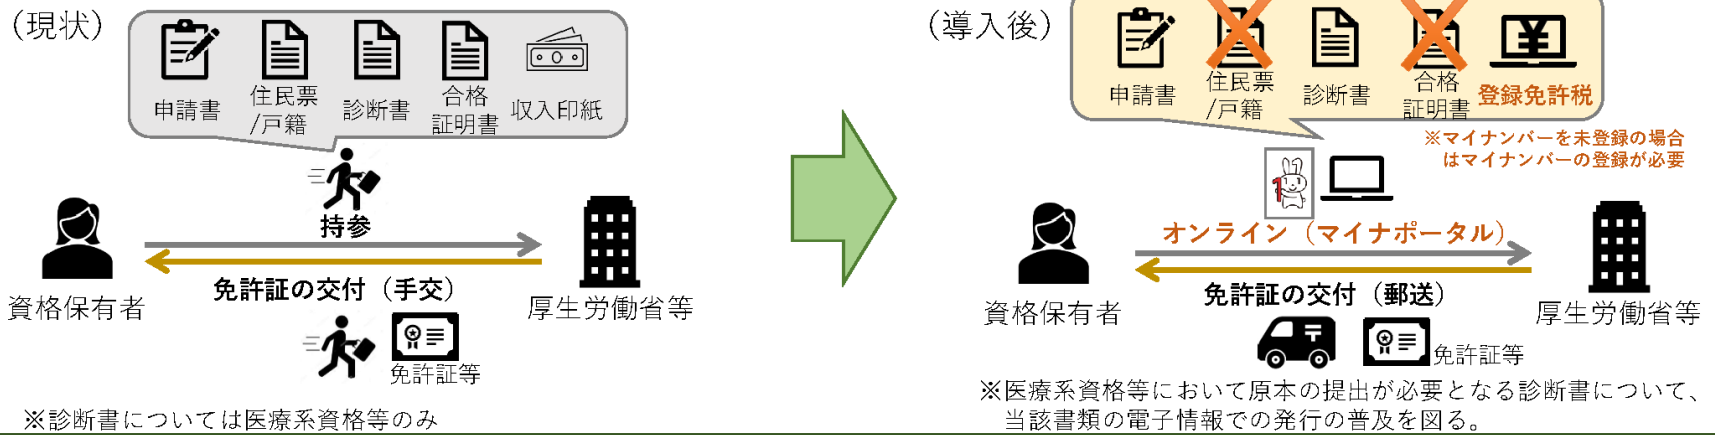 (現状)
申請書
住民票
/戸籍
診断書
合格
証明書
収入印紙
持参
免許証の交付（手交）
資格保有者
厚生労働省等
免許証等
※診断書については医療系資格等のみ
(導入後)
申請書
住民票
/戸籍
診断書
合格
証明書
¥
登録免許税
※マイナンバーを未登録の場合
はマイナンバーの登録が必要
オンライン（マイナポータル）
免許証の交付（郵送）
資格保有者
厚生労働省等
〒
免許証等
※医療系資格等において原本の提出が必要となる診断書について、
当該書類の電子情報での発行の普及を図る。